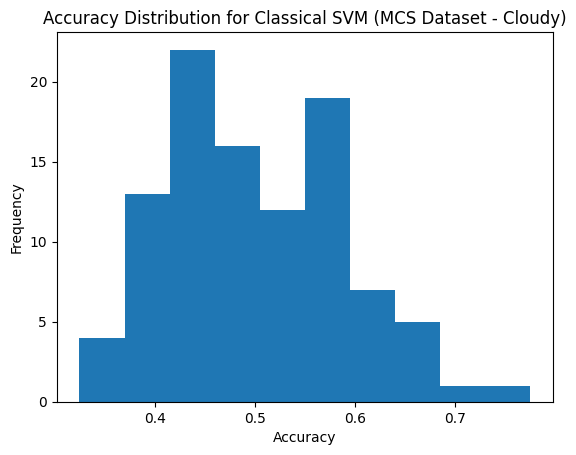 Accuracy Distribution for Classical SVM (MCS Dataset - Cloudy)
20
15
10
5
0
Frequency
0.4 0.5 0.6 0.7
Accuracy